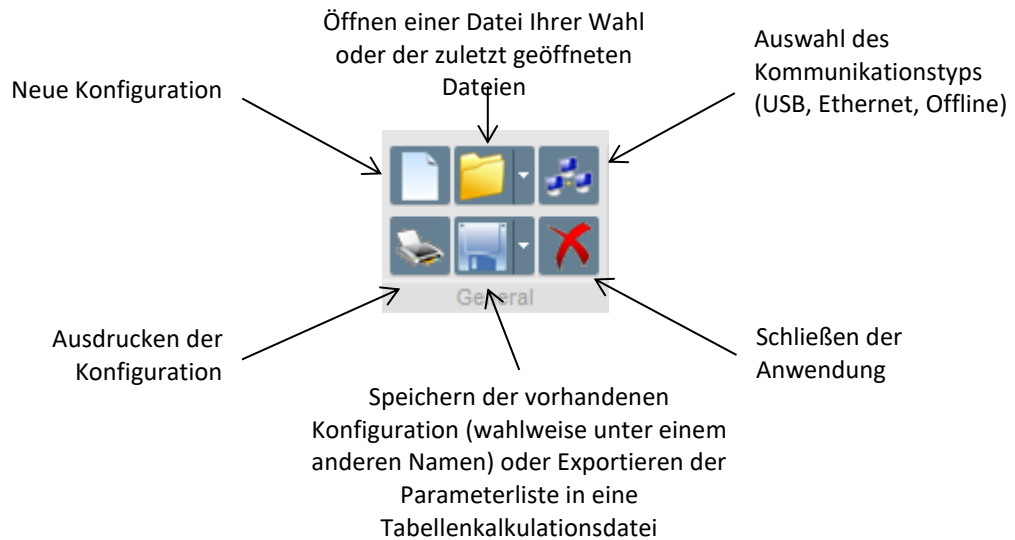 Öffnen einer Datei Ihrer Wahl
oder der zuletzt geöffneten
Dateien
Auswahl des
Kommunikationstyps
(USB, Ethernet, Offline)
Neue Konfiguration
General
Ausdrucken der
Konfiguration
Schließen der
Anwendung
Speichern der vorhandenen
Konfiguration (wahlweise unter einem
anderen Namen) oder Exportieren der
Parameterliste in eine
Tabellenkalkulationsdatei